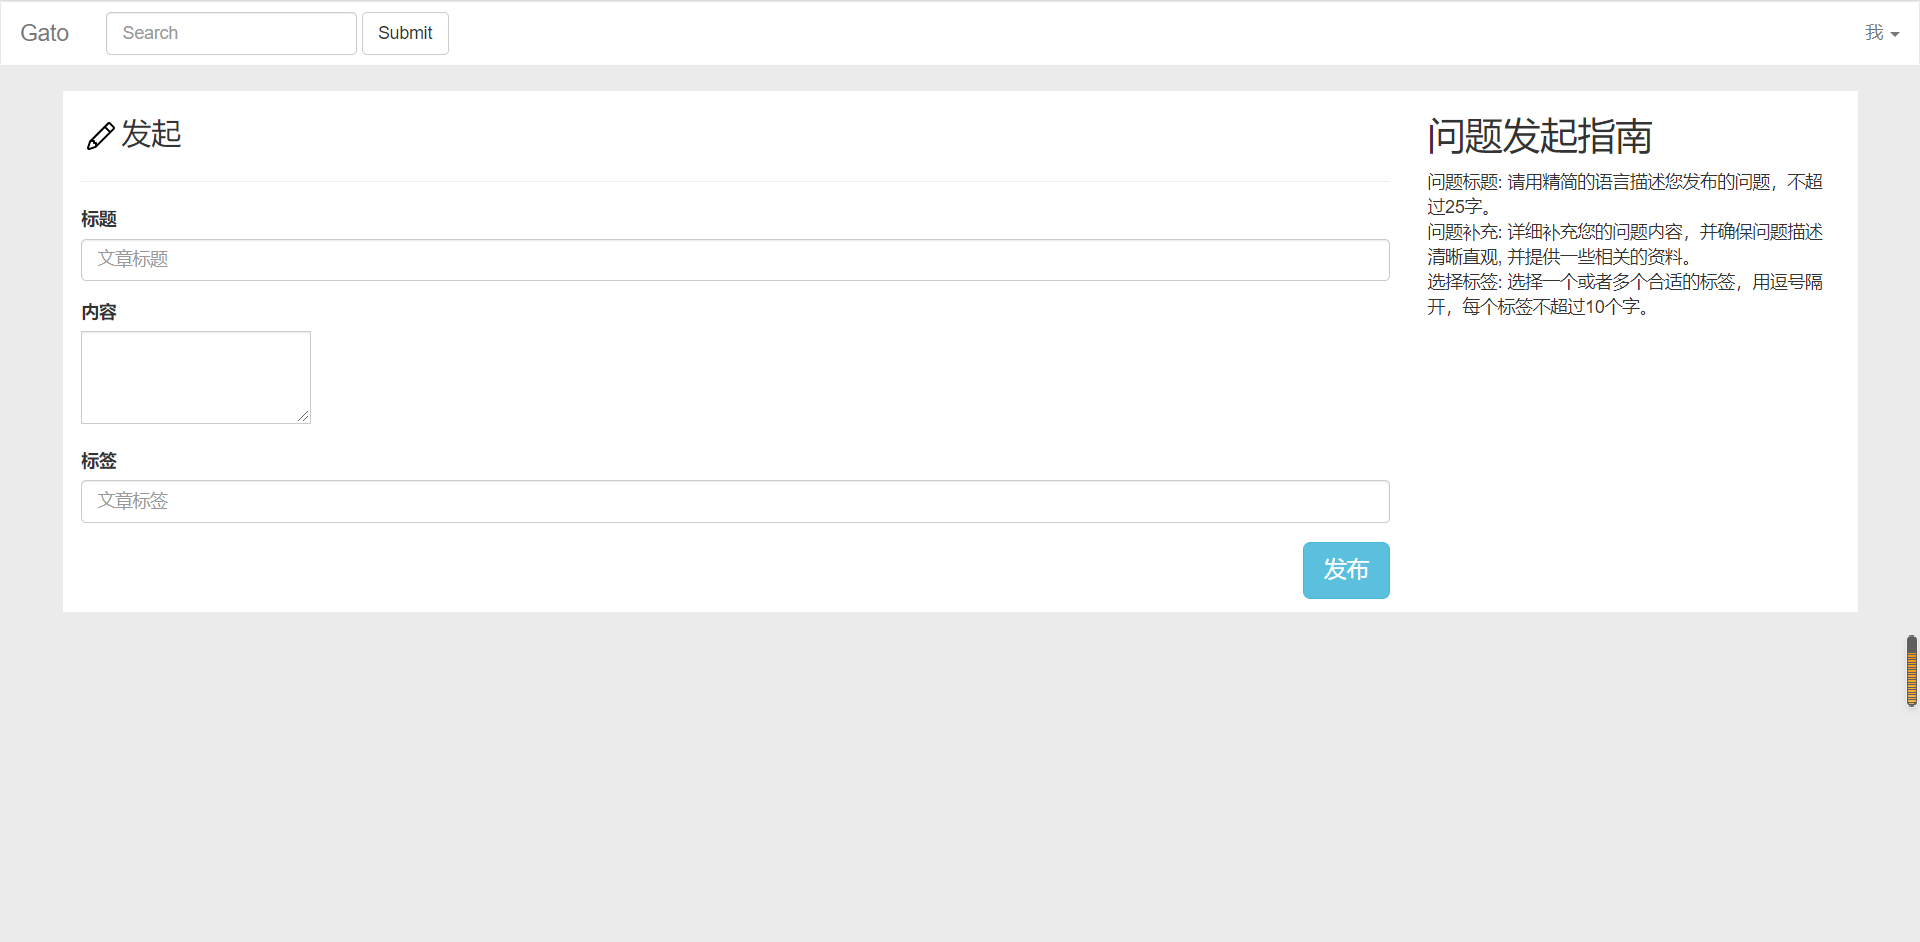 Gato
Search
Submit
我
发起
标题
文章标题
内容
标签
文章标签
发布
问题发起指南
问题标题: 请用精简的语言描述您发布的问题，不超
过25字。
问题补充: 详细补充您的问题内容，并确保问题描述
清晰直观, 并提供一些相关的资料。
选择标签: 选择一个或者多个合适的标签，用逗号隔
开，每个标签不超过10个字。